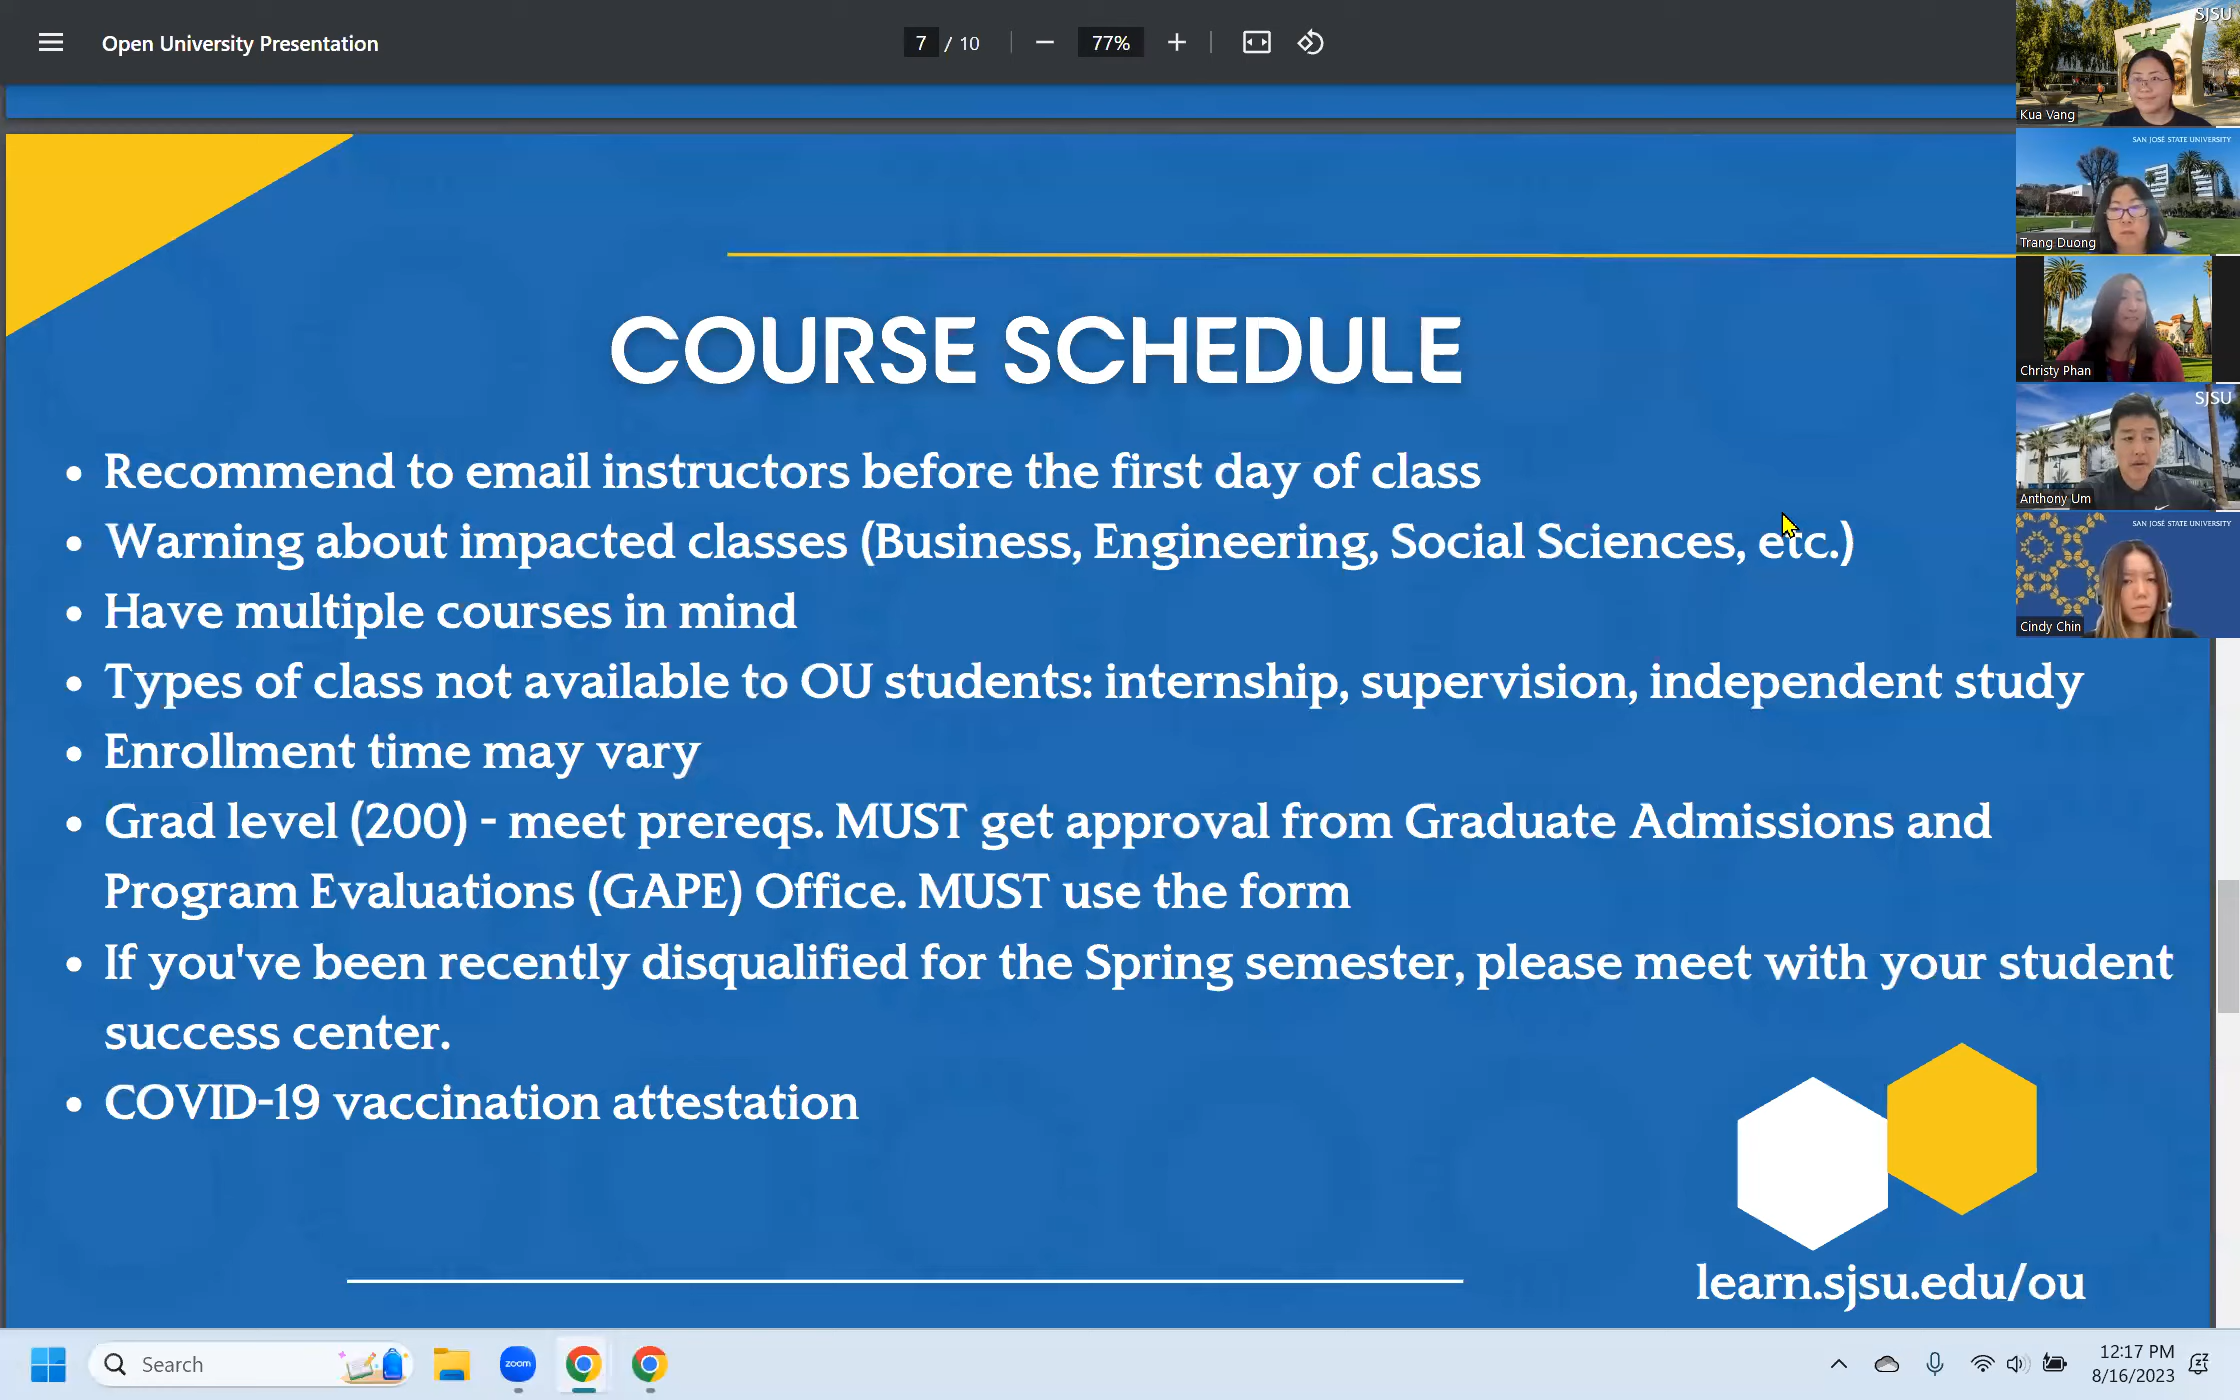 Open University Presentation
7 / 10
77%
SJSU
Kua Vang
SAN JOSÉ STATE UNIVERSITY
Trang Duong
Christy Phan
SJSU
Anthony Um
SAN JOSÉ STATE UNIVERSITY
Cindy Chin
COURSE SCHEDULE
• Recommend to email instructors before the first day of class
• Warning about impacted classes (Business, Engineering, Social Sciences, etc.)
• Have multiple courses in mind
• Types of class not available to OU students: internship, supervision, independent study
• Enrollment time may vary
• Grad level (200) - meet prereqs. MUST get approval from Graduate Admissions and
Program Evaluations (GAPE) Office. MUST use the form
• If you've been recently disqualified for the Spring semester, please meet with your student
success center.
• COVID-19 vaccination attestation
learn.sjsu.edu/ou
Search
zoom
12:17 PM
8/16/2023